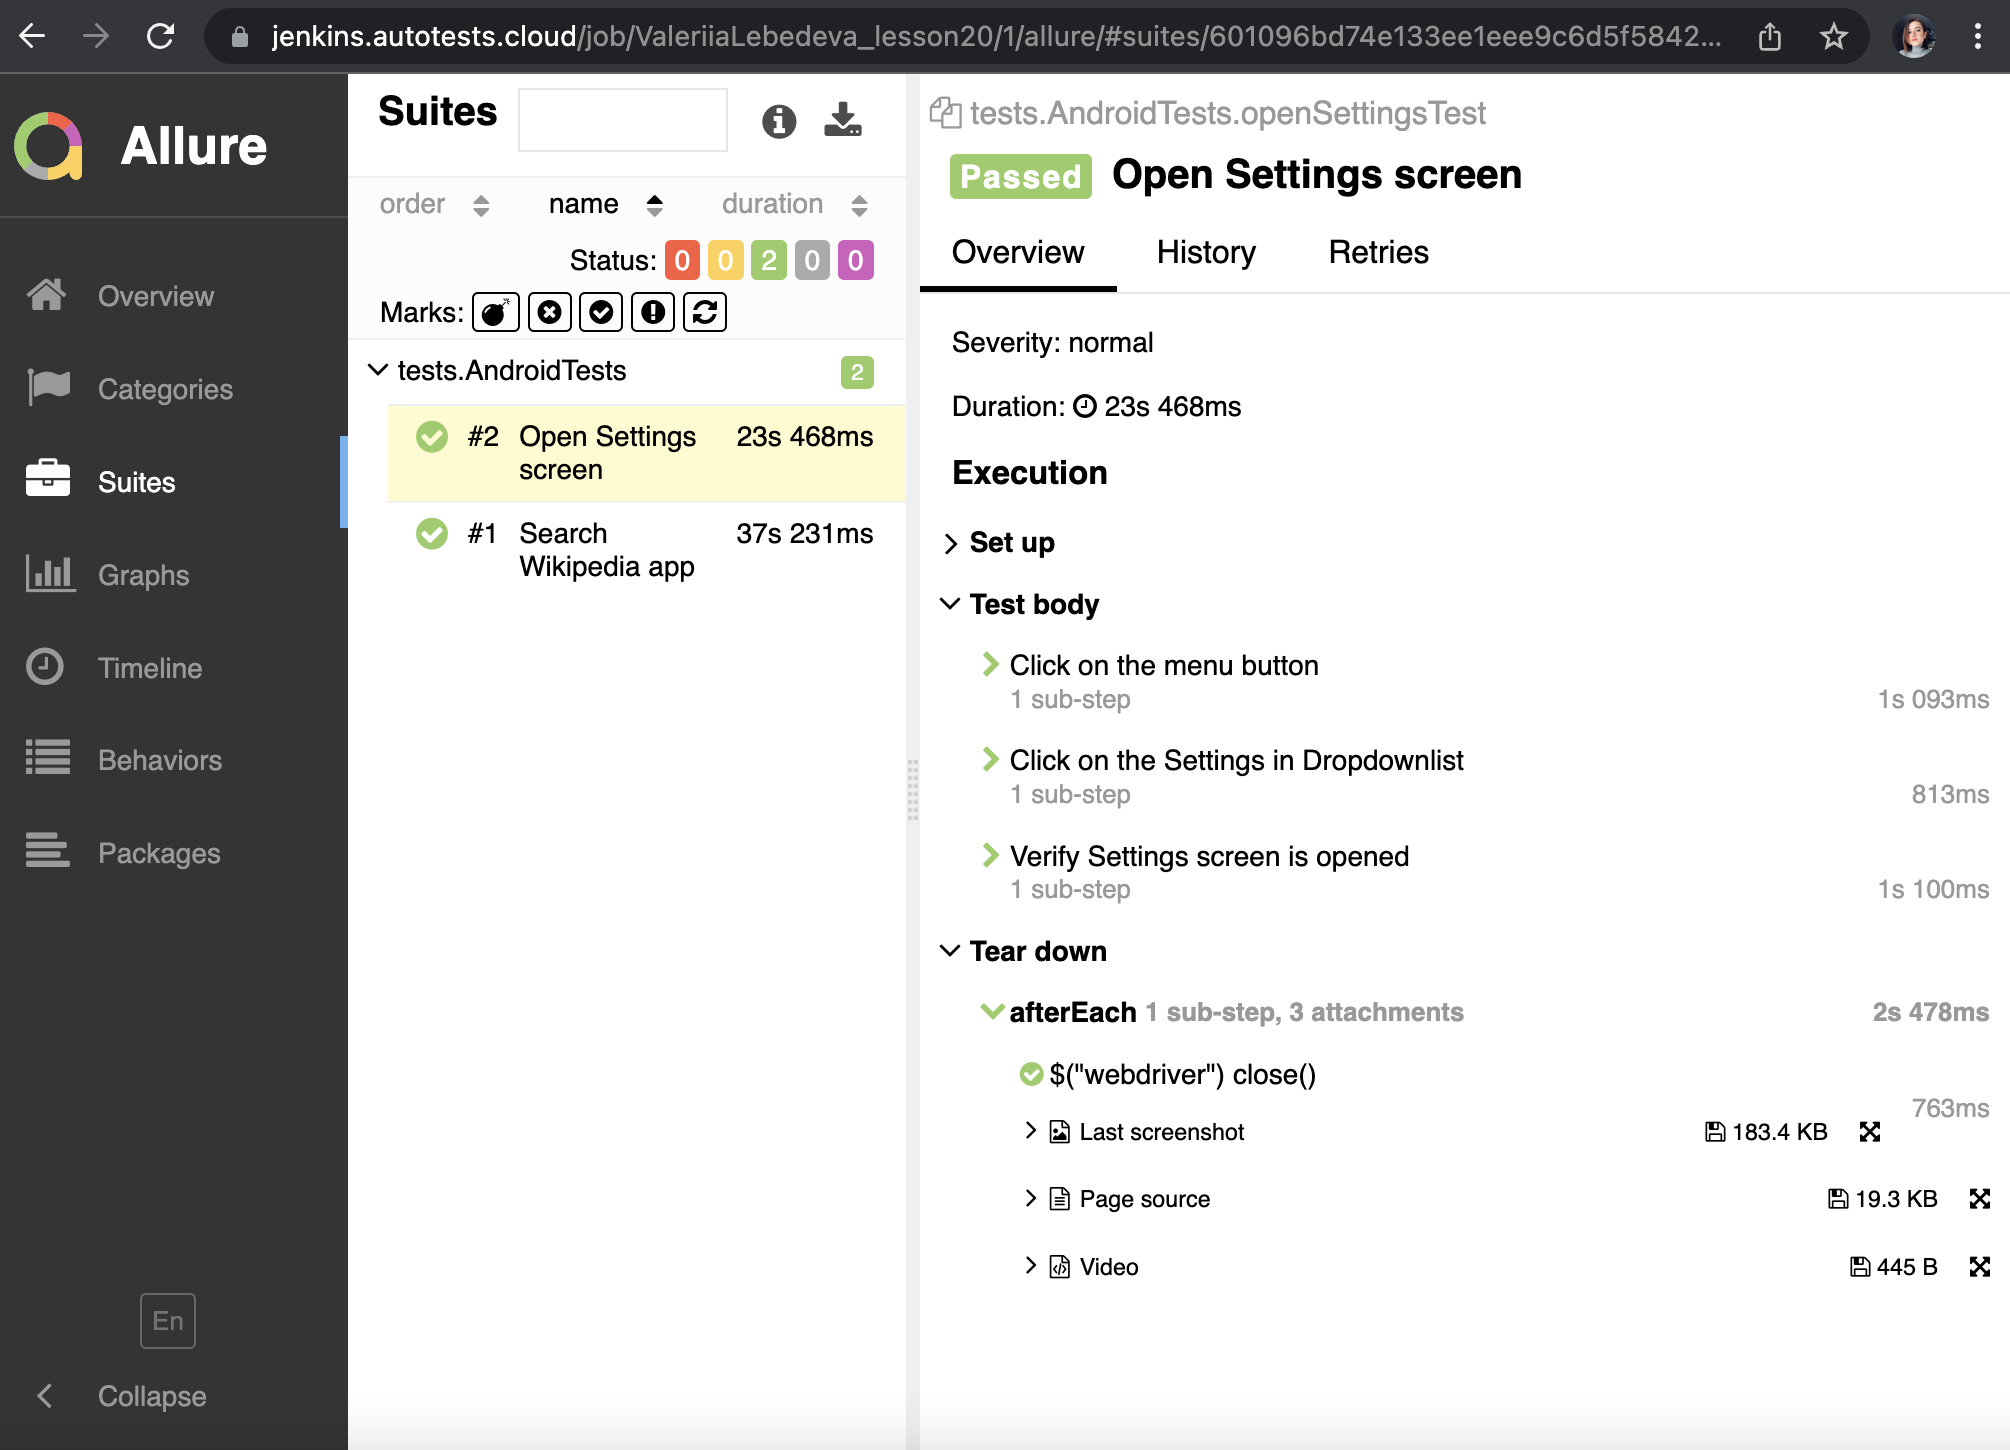 jenkins.autotests.cloud/job/ValeriiaLebedeva_lesson20/1/allure/#suites/601096bd74e133ee1eee9c6d5f5842...
Allure
Overview
Categories
Suites
Graphs
Timeline
Behaviors
Packages
En
Collapse
Suites
order name duration
Status: 0 0 2 0 0
Marks:
tests.AndroidTests 2
#2 Open Settings screen 23s 468ms
#1 Search Wikipedia app 37s 231ms
tests.AndroidTests.openSettingsTest
Passed Open Settings screen
Overview History Retries
Severity: normal
Duration: 23s 468ms
Execution
Set up
Test body
Click on the menu button
1 sub-step 1s 093ms
Click on the Settings in Dropdownlist
1 sub-step 813ms
Verify Settings screen is opened
1 sub-step 1s 100ms
Tear down
afterEach 1 sub-step, 3 attachments 2s 478ms
$("webdriver") close()
763ms
Last screenshot 183.4 KB
Page source 19.3 KB
Video 445 B